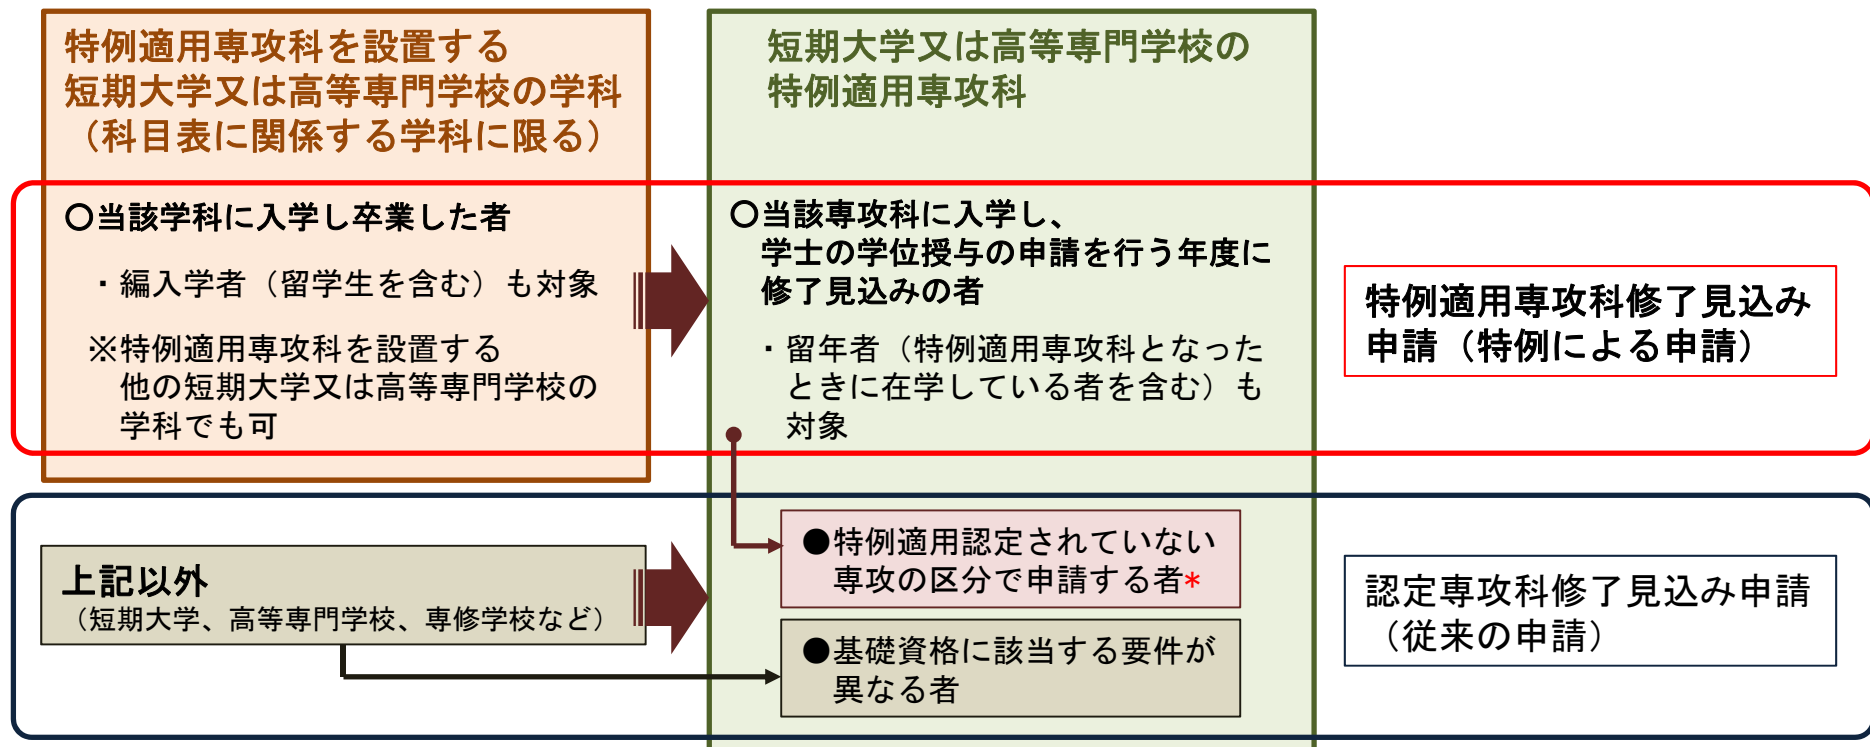 特例適用専攻科を設置する
短期大学又は高等専門学校の学科
（科目表に関係する学科に限る）
短期大学又は高等専門学校の
特例適用専攻科
〇当該学科に入学し卒業した者
・編入学者（留学生を含む）も対象
※特例適用専攻科を設置する
他の短期大学又は高等専門学校の
学科でも可
〇当該専攻科に入学し、
学士の学位授与の申請を行う年度に
修了見込みの者
・留年者（特例適用専攻科となった
ときに在学している者を含む）も
対象
特例適用専攻科修了見込み
申請（特例による申請）
上記以外
（短期大学、高等専門学校、専修学校など）
●特例適用認定されていない
専攻の区分で申請する者*
●基礎資格に該当する要件が
異なる者
認定専攻科修了見込み申請
（従来の申請）